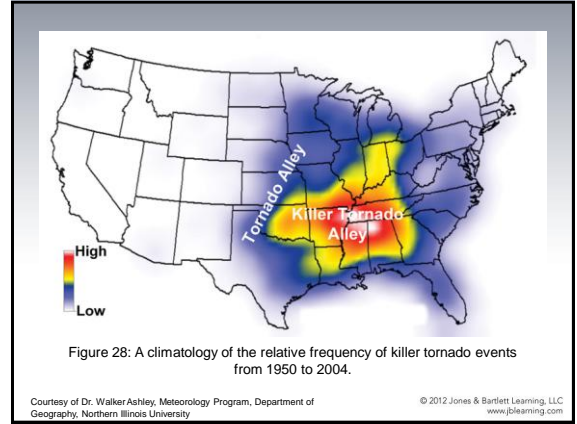 Tornado Alley
Killer Tornado
Alley
High
Low
Figure 28: A climatology of the relative frequency of killer tornado events
from 1950 to 2004.
Courtesy of Dr. Walker Ashley, Meteorology Program, Department of
Geography, Northern Illinois University
© 2012 Jones & Bartlett Learning, LLC
www.jblearning.com